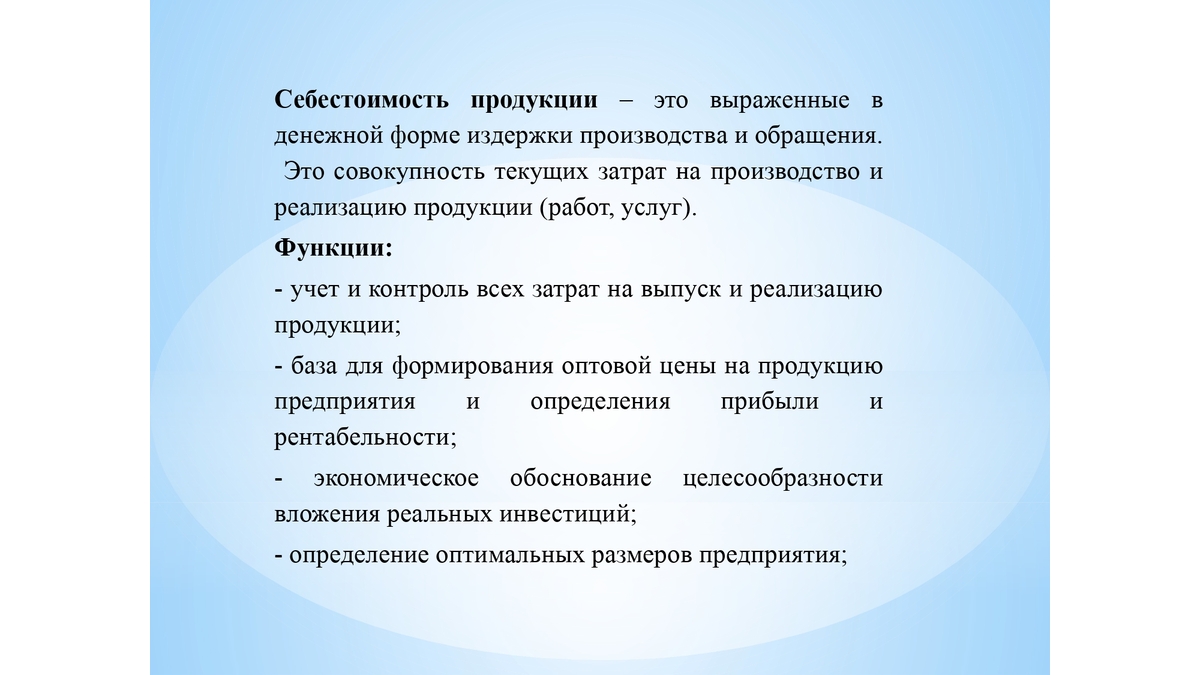 Себестоимость продукции – это выраженные в
денежной форме издержки производства и обращения.
Это совокупность текущих затрат на производство и
реализацию продукции (работ, услуг).
Функции:
- учет и контроль всех затрат на выпуск и реализацию
продукции;
- база для формирования оптовой цены на продукцию
предприятия и определения прибыли и
рентабельности;
- экономическое обоснование целесообразности
вложения реальных инвестиций;
- определение оптимальных размеров предприятия;